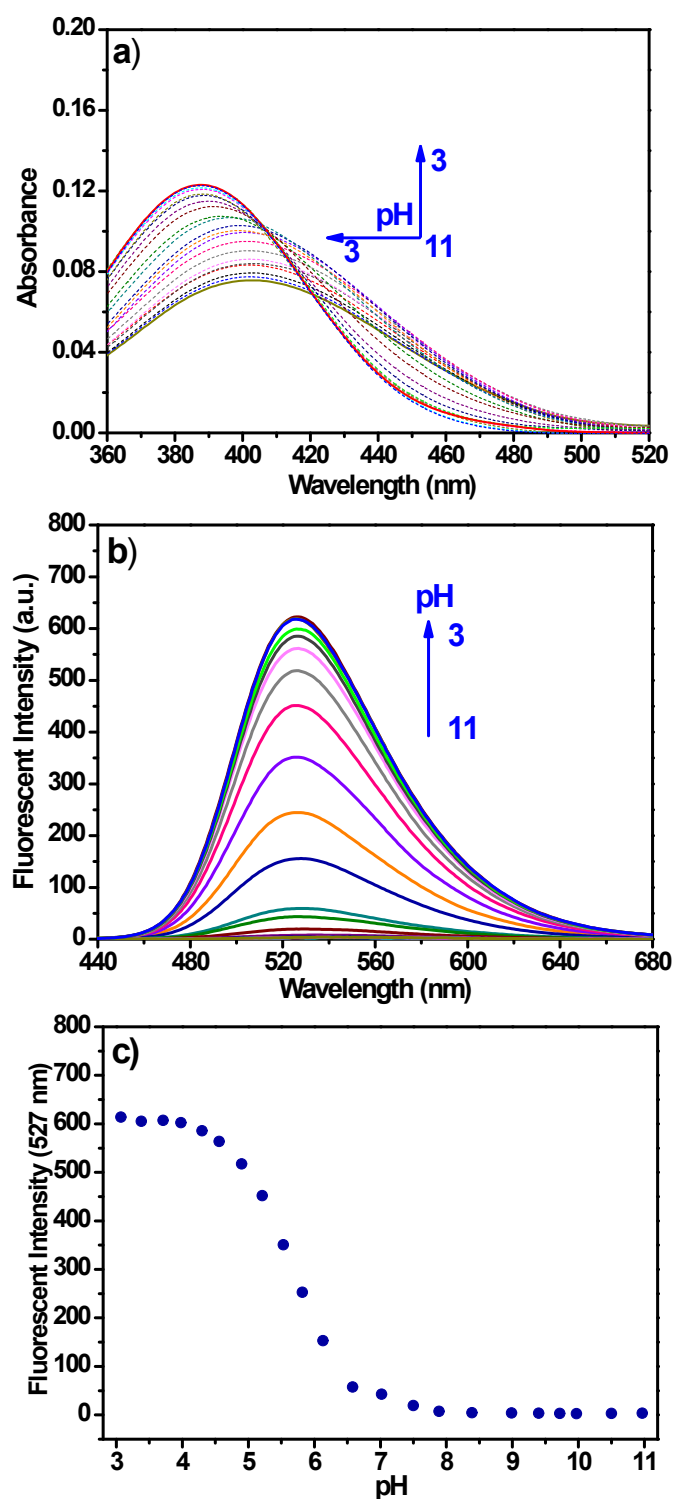 a)
0.20
0.16
0.12
0.08
0.04
0.00
Absorbance
3
pH
3 11
360 380 400 420 440 460 480 500 520
Wavelength (nm)
b)
800
700
600
500
400
300
200
100
0
Fluorescent Intensity (a.u.)
pH
3
11
440 480 520 560 600 640 680
Wavelength (nm)
c)
800
700
600
500
400
300
200
100
0
Fluorescent Intensity (527 nm)
3 4 5 6 7 8 9 10 11
pH